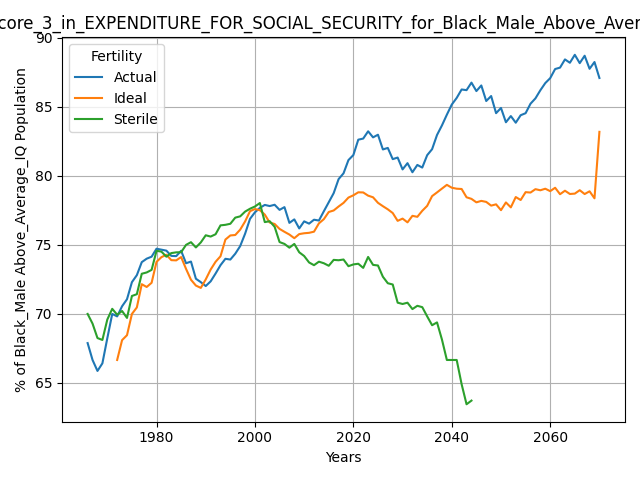 core_3_in_EXPENDITURE_FOR_SOCIAL_SECURITY_for_Black_Male_Above_Aver
Fertility
Actual
Ideal
Sterile
% of Black_Male Above_Average_IQ Population
90
85
80
75
70
65
1980
2000
2020
2040
2060
Years